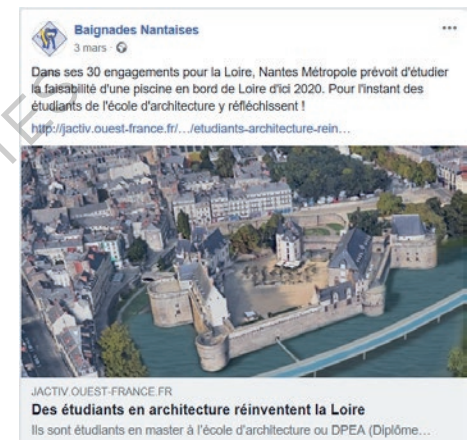 Baignades Nantaises
3 mars
Dans ses 30 engagements pour la Loire, Nantes Métropole prévoit d'étudier
la faisabilité d'une piscine en bord de Loire d'ici 2020. Pour l'instant des
étudiants de l'école d'architecture y réfléchissent !
http://jactiv.ouest-france.fr/…/etudiants-architecture-rein…
JACTIV.OUEST-FRANCE.FR
Des étudiants en architecture réinventent la Loire
Ils sont étudiants en master à l'école d'architecture ou DPEA (Diplôme…